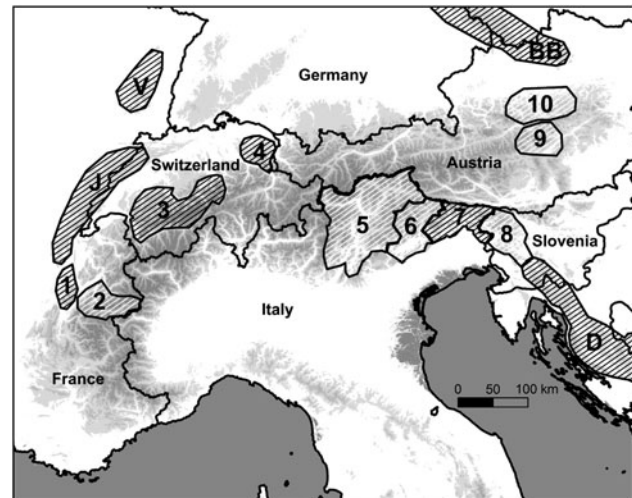 BB
V
Germany
10
9
4
Switzerland
Austria
J
3
5
6
7
8
Slovenia
1
2
Italy
D
France
0 50 100 km